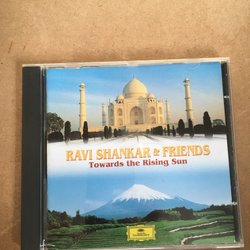 RAVI SHANKAR & FRIENDS
Towards the Rising Sun